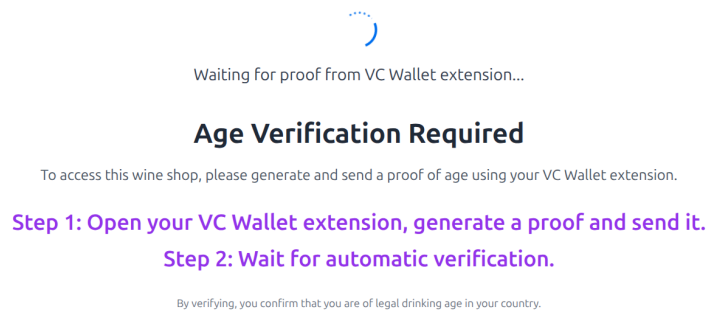 Waiting for proof from VC Wallet extension...
Age Verification Required
To access this wine shop, please generate and send a proof of age using your VC Wallet extension.
Step 1: Open your VC Wallet extension, generate a proof and send it.
Step 2: Wait for automatic verification.
By verifying, you confirm that you are of legal drinking age in your country.